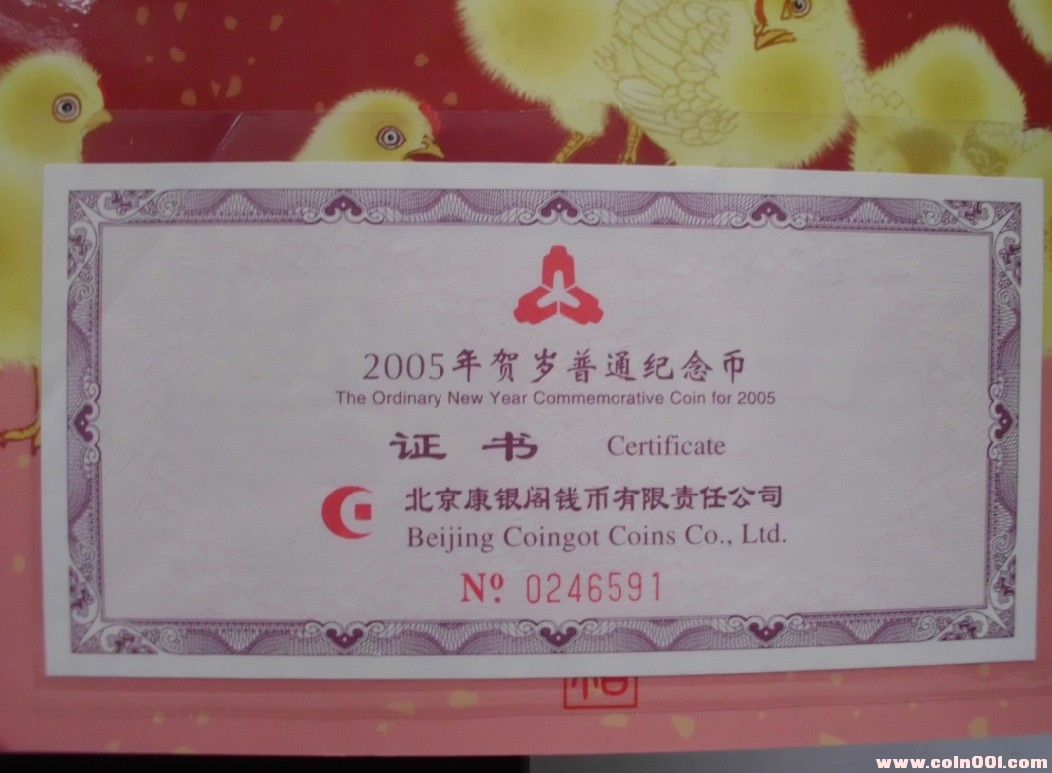 2005年贺岁普通纪念币
The Ordinary New Year Commemorative Coin for 2005
证 书 Certificate
北京康银阁钱币有限责任公司
Beijing Coingot Coins Co., Ltd.
Nº. 0246591
www.coin001.com